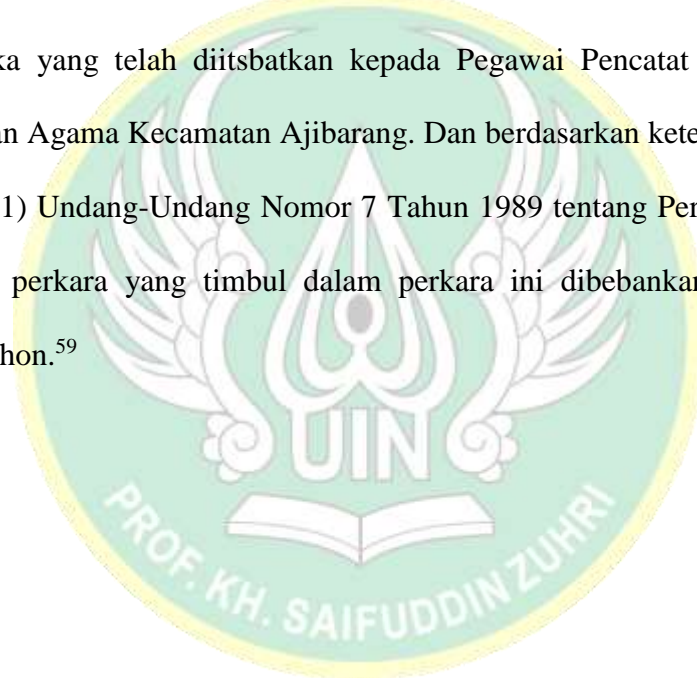 ka yang telah diitsbatkan kepada Pegawai Pencatat
an Agama Kecamatan Ajibarang. Dan berdasarkan kete
1) Undang-Undang Nomor 7 Tahun 1989 tentang Per
perkara yang timbul dalam perkara ini dibebankan
hon.⁵⁹
UIN
PROF. KH. SAIFUDDIN ZUHRI